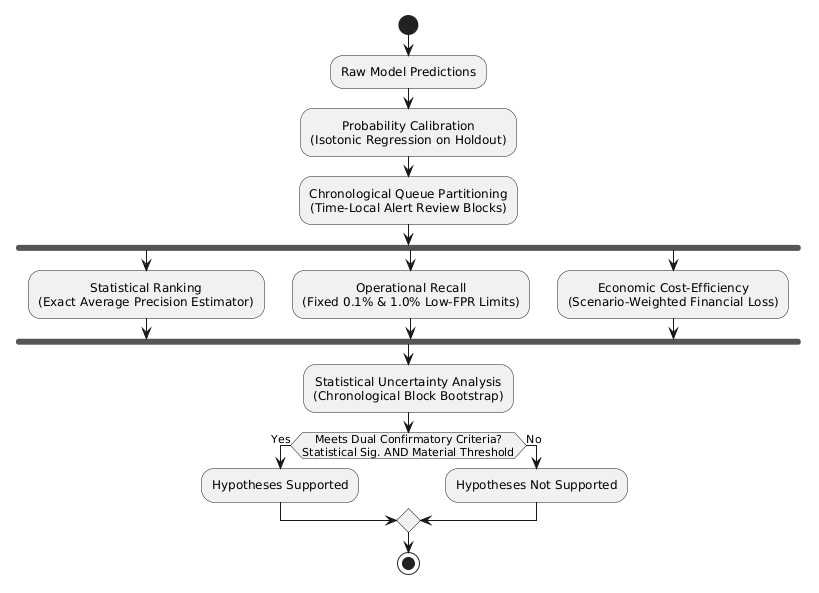 Raw Model Predictions
Probability Calibration
(Isotonic Regression on Holdout)
Chronological Queue Partitioning
(Time-Local Alert Review Blocks)
Statistical Ranking
(Exact Average Precision Estimator)
Operational Recall
(Fixed 0.1% & 1.0% Low-FPR Limits)
Economic Cost-Efficiency
(Scenario-Weighted Financial Loss)
Statistical Uncertainty Analysis
(Chronological Block Bootstrap)
Yes
Meets Dual Confirmatory Criteria?
Statistical Sig. AND Material Threshold
No
Hypotheses Supported
Hypotheses Not Supported